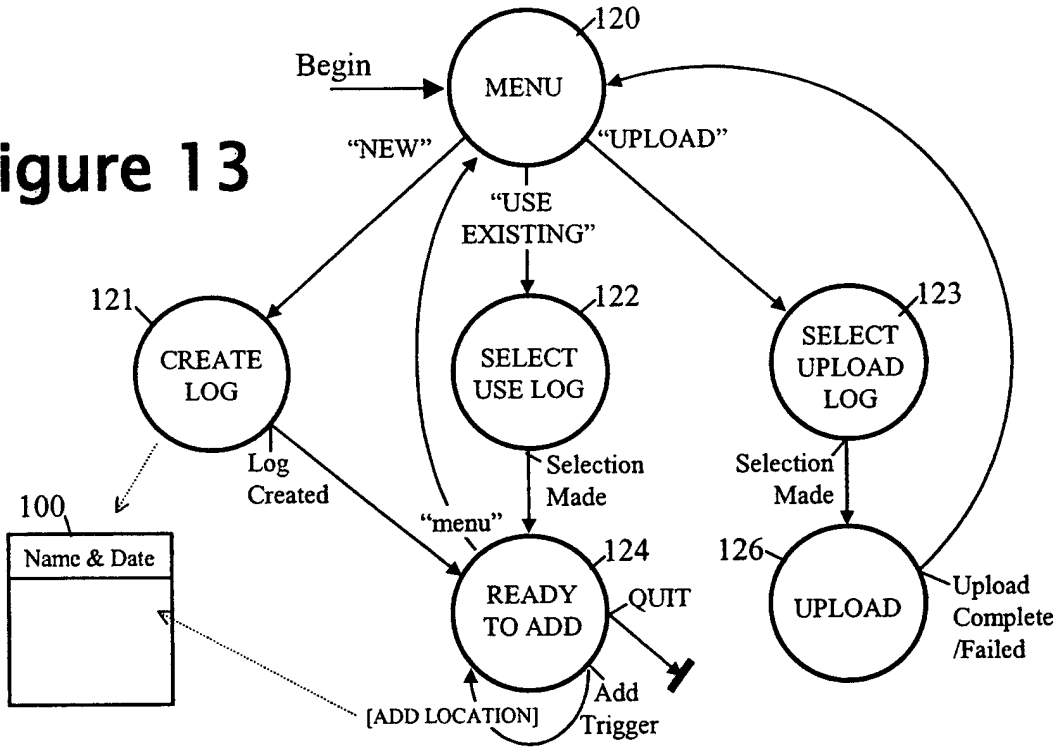 120
Begin
MENU
igure 13
“NEW”
“UPLOAD”
“USE
EXISTING”
121
122
123
CREATE
LOG
SELECT
USE LOG
SELECT
UPLOAD
LOG
Log
Created
Selection
Made
Selection
Made
100
“menu”
124
126
Name & Date
READY
TO ADD
QUIT
UPLOAD
Upload
Complete
/Failed
[ADD LOCATION]
Add
Trigger